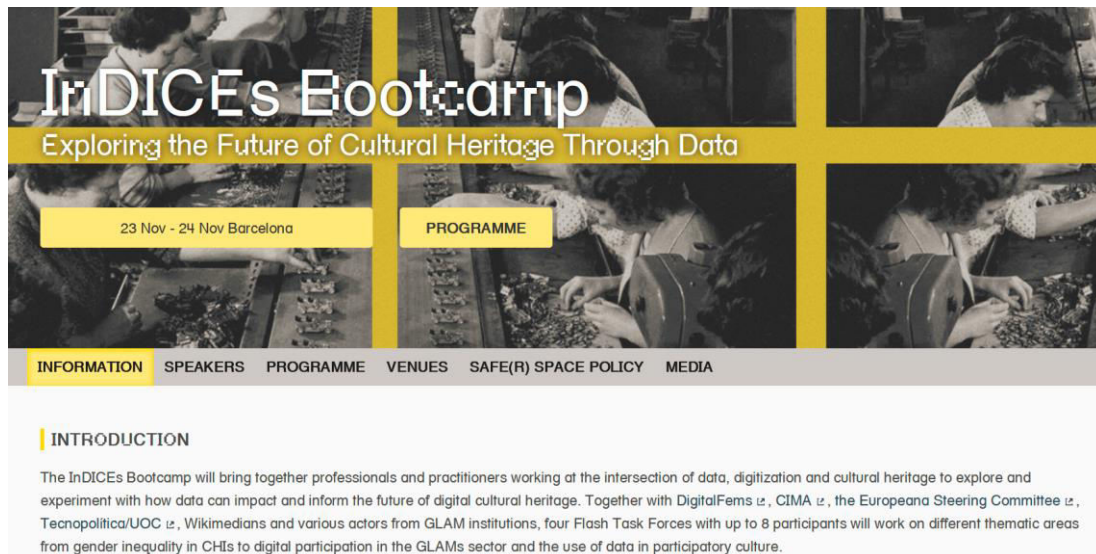 InDICEs Bootcamp
Exploring the Future of Cultural Heritage Through Data
23 Nov - 24 Nov Barcelona
PROGRAMME
INFORMATION SPEAKERS PROGRAMME VENUES SAFE(R) SPACE POLICY MEDIA
INTRODUCTION
The InDICEs Bootcamp will bring together professionals and practitioners working at the intersection of data, digitization and cultural heritage to explore and
experiment with how data can impact and inform the future of digital cultural heritage. Together with DigitalFems, CIMA, the Europeana Steering Committee,
Tecnopolítica/UOC, Wikimedians and various actors from GLAM institutions, four Flash Task Forces with up to 8 participants will work on different thematic areas
from gender inequality in CHIs to digital participation in the GLAMs sector and the use of data in participatory culture.